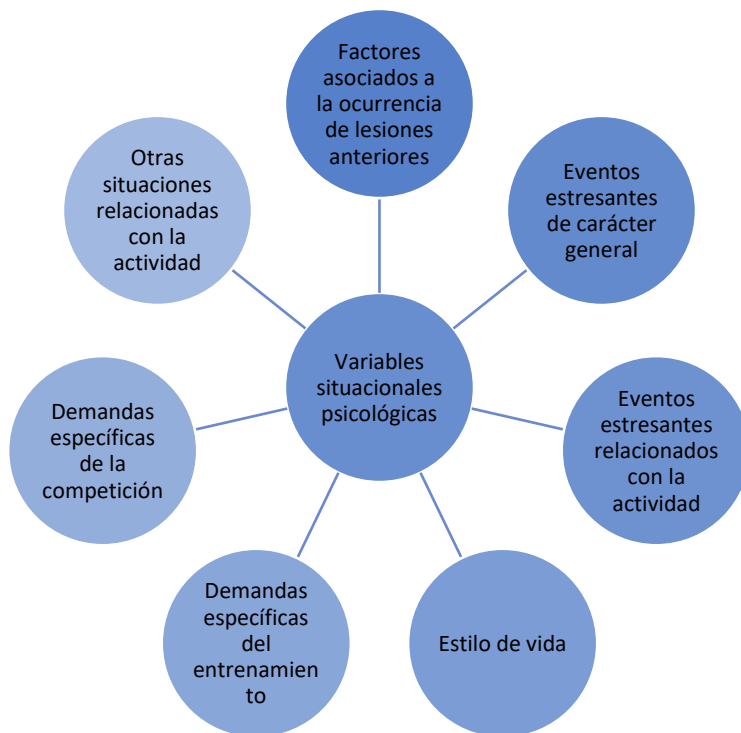 Factores
asociados a
la ocurrencia
de lesiones
anteriores
Eventos
estresantes
de carácter
general
Eventos
estresantes
relacionados
con la
actividad
Estilo de vida
Demandas
específicas
del
entrenamien
to
Demandas
específicas
de la
competición
Otras
situaciones
relacionadas
con la
actividad
Variables
situacionales
psicológicas